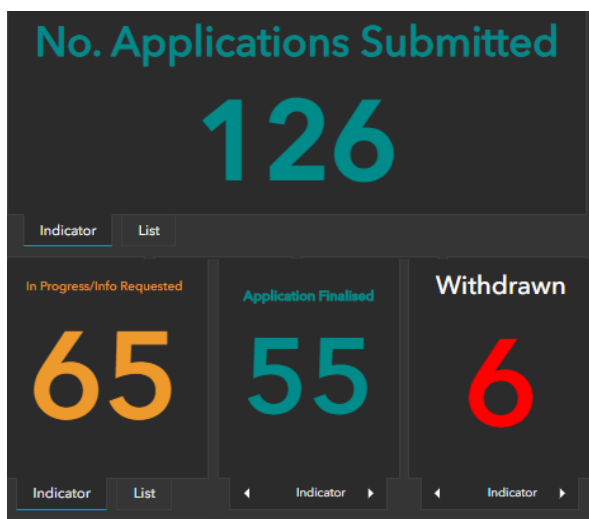 No. Applications Submitted
126
Indicator List
In Progress/Info Requested
65
Indicator List
Application Finalised
55
Indicator
Withdrawn
6
Indicator